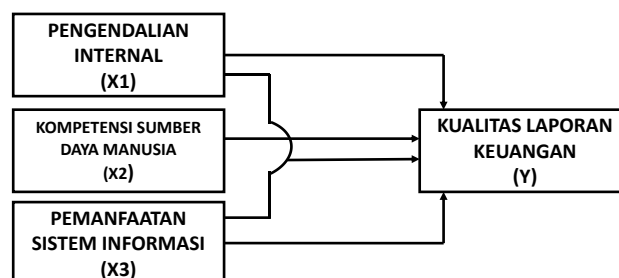 PENGENDALIAN
INTERNAL
(X1)
KOMPETENSI SUMBER
DAYA MANUSIA
(X2)
PEMANFAATAN
SISTEM INFORMASI
(X3)
KUALITAS LAPORAN
KEUANGAN
(Y)